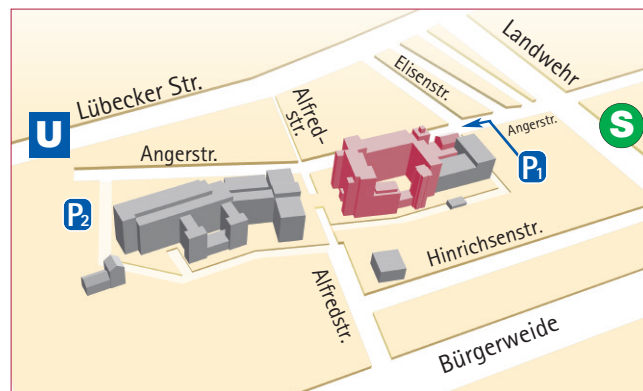 Lübecker Str.
Landwehr
Elisenstr.
Alfred-
str.
U
S
Angerstr.
Angerstr.
P1
P2
Hinrichsenstr.
Alfredstr.
Bürgerweide